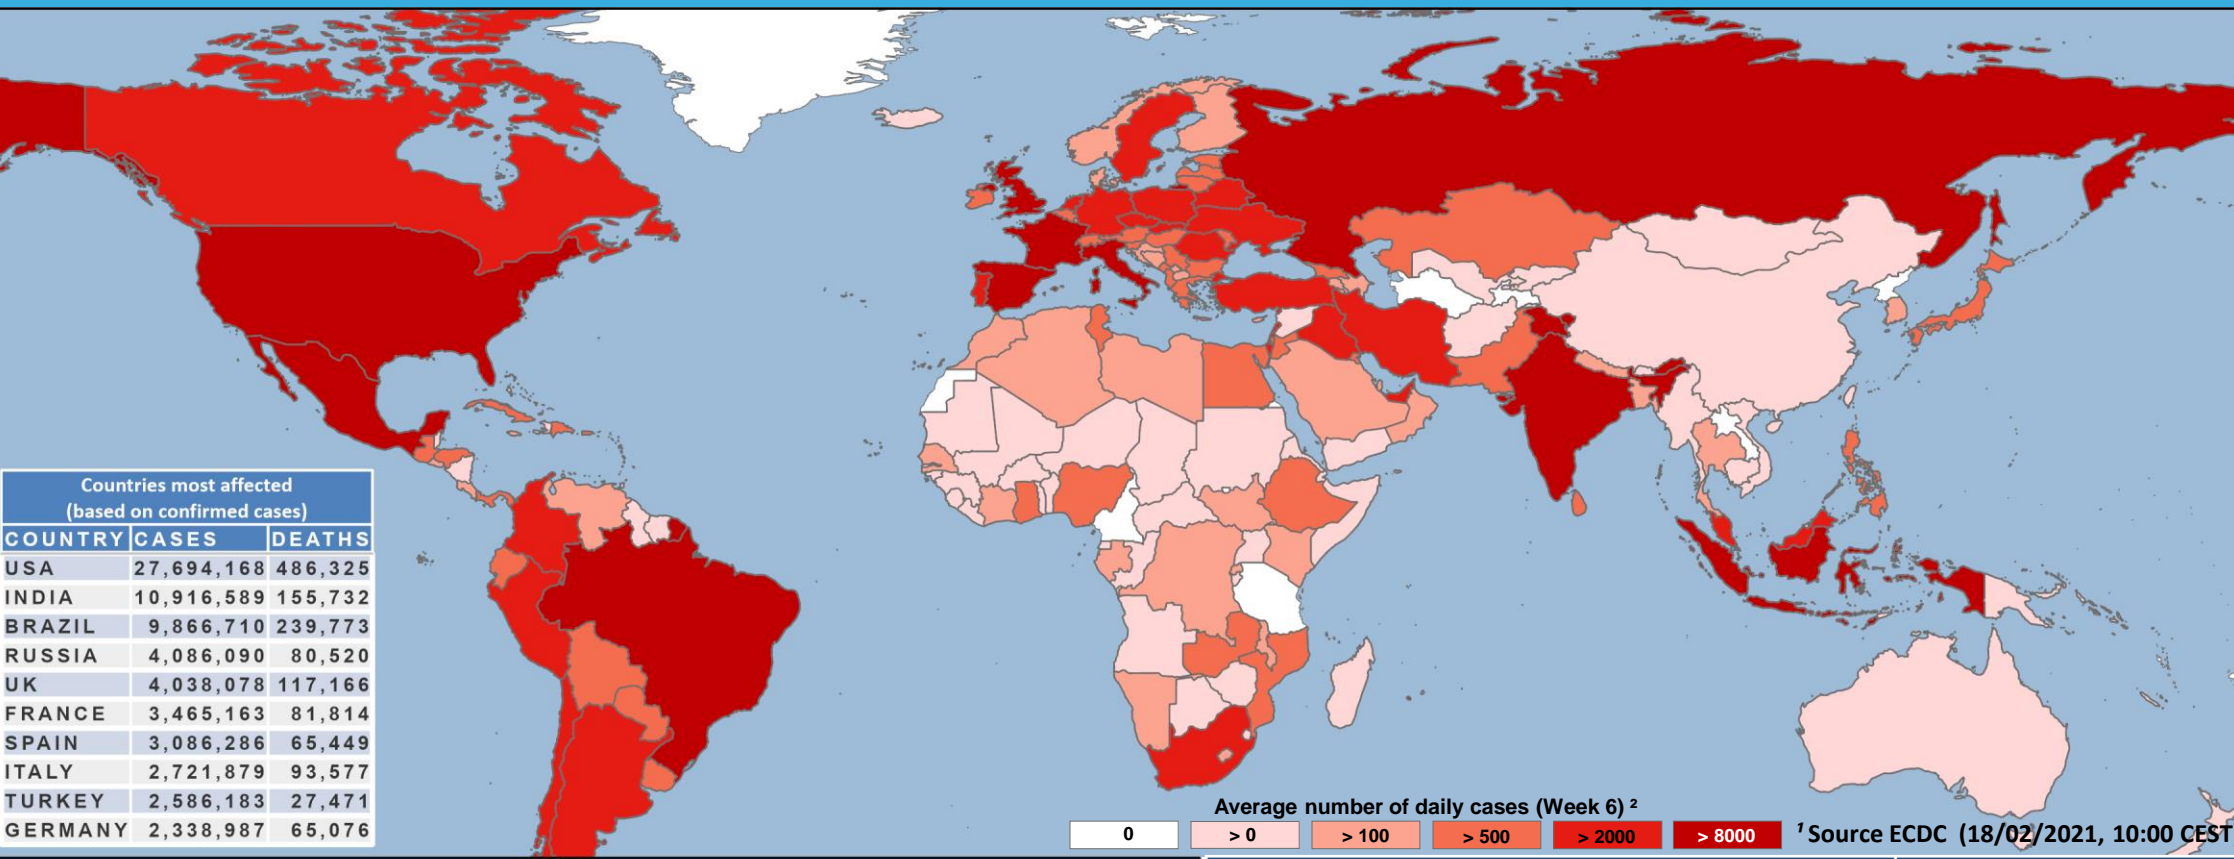 Countries most affected
(based on confirmed cases)
COUNTRY CASES DEATHS
USA 27,694,168 486,325
INDIA 10,916,589 155,732
BRAZIL 9,866,710 239,773
RUSSIA 4,086,090 80,520
UK 4,038,078 117,166
FRANCE 3,465,163 81,814
SPAIN 3,086,286 65,449
ITALY 2,721,879 93,577
TURKEY 2,586,183 27,471
GERMANY 2,338,987 65,076
Average number of daily cases (Week 6) ²
0 > 0 > 100 > 500 > 2000 > 8000
¹ Source ECDC (18/02/2021, 10:00 CEST